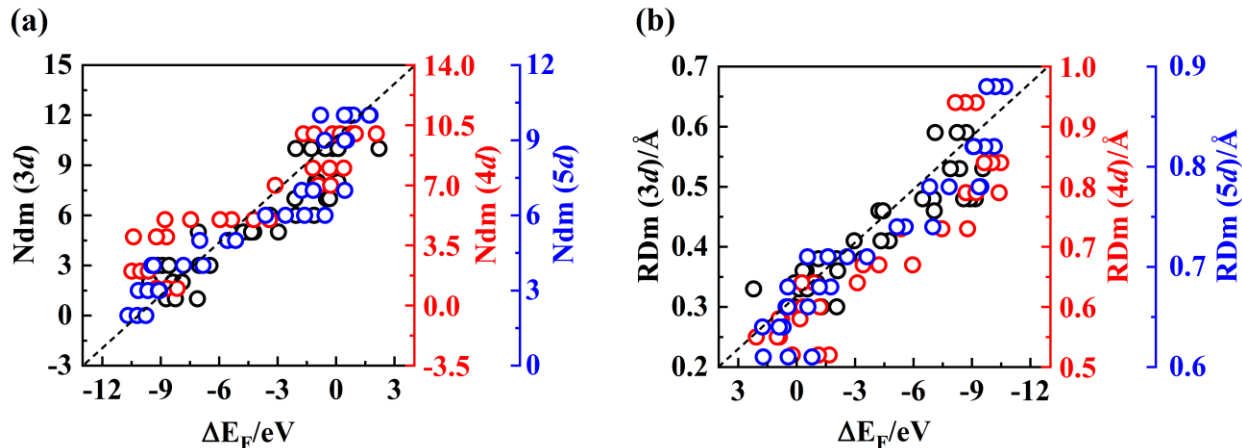 (a)
Ndm (3d)
15
12
9
6
3
0
-3
-12 -9 -6 -3 0 3
ΔE_F/eV
14.0
10.5
7.0
3.5
0.0
-3.5
Ndm (4d)
12
9
6
3
0
Ndm (5d)
(b)
RDm (3d)/Å
0.7
0.6
0.5
0.4
0.3
0.2
3 0 -3 -6 -9 -12
ΔE_F/eV
1.0
0.9
0.8
0.7
0.6
0.5
RDm (4d)/Å
0.9
0.8
0.7
0.6
RDm (5d)/Å